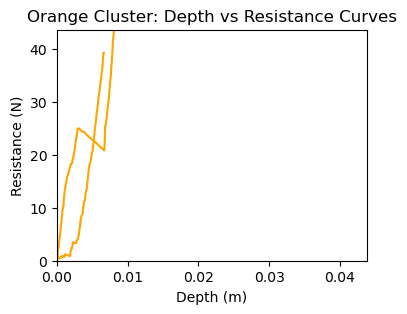 Orange Cluster: Depth vs Resistance Curves
40
30
20
10
0
Resistance (N)
0.00 0.01 0.02 0.03 0.04
Depth (m)